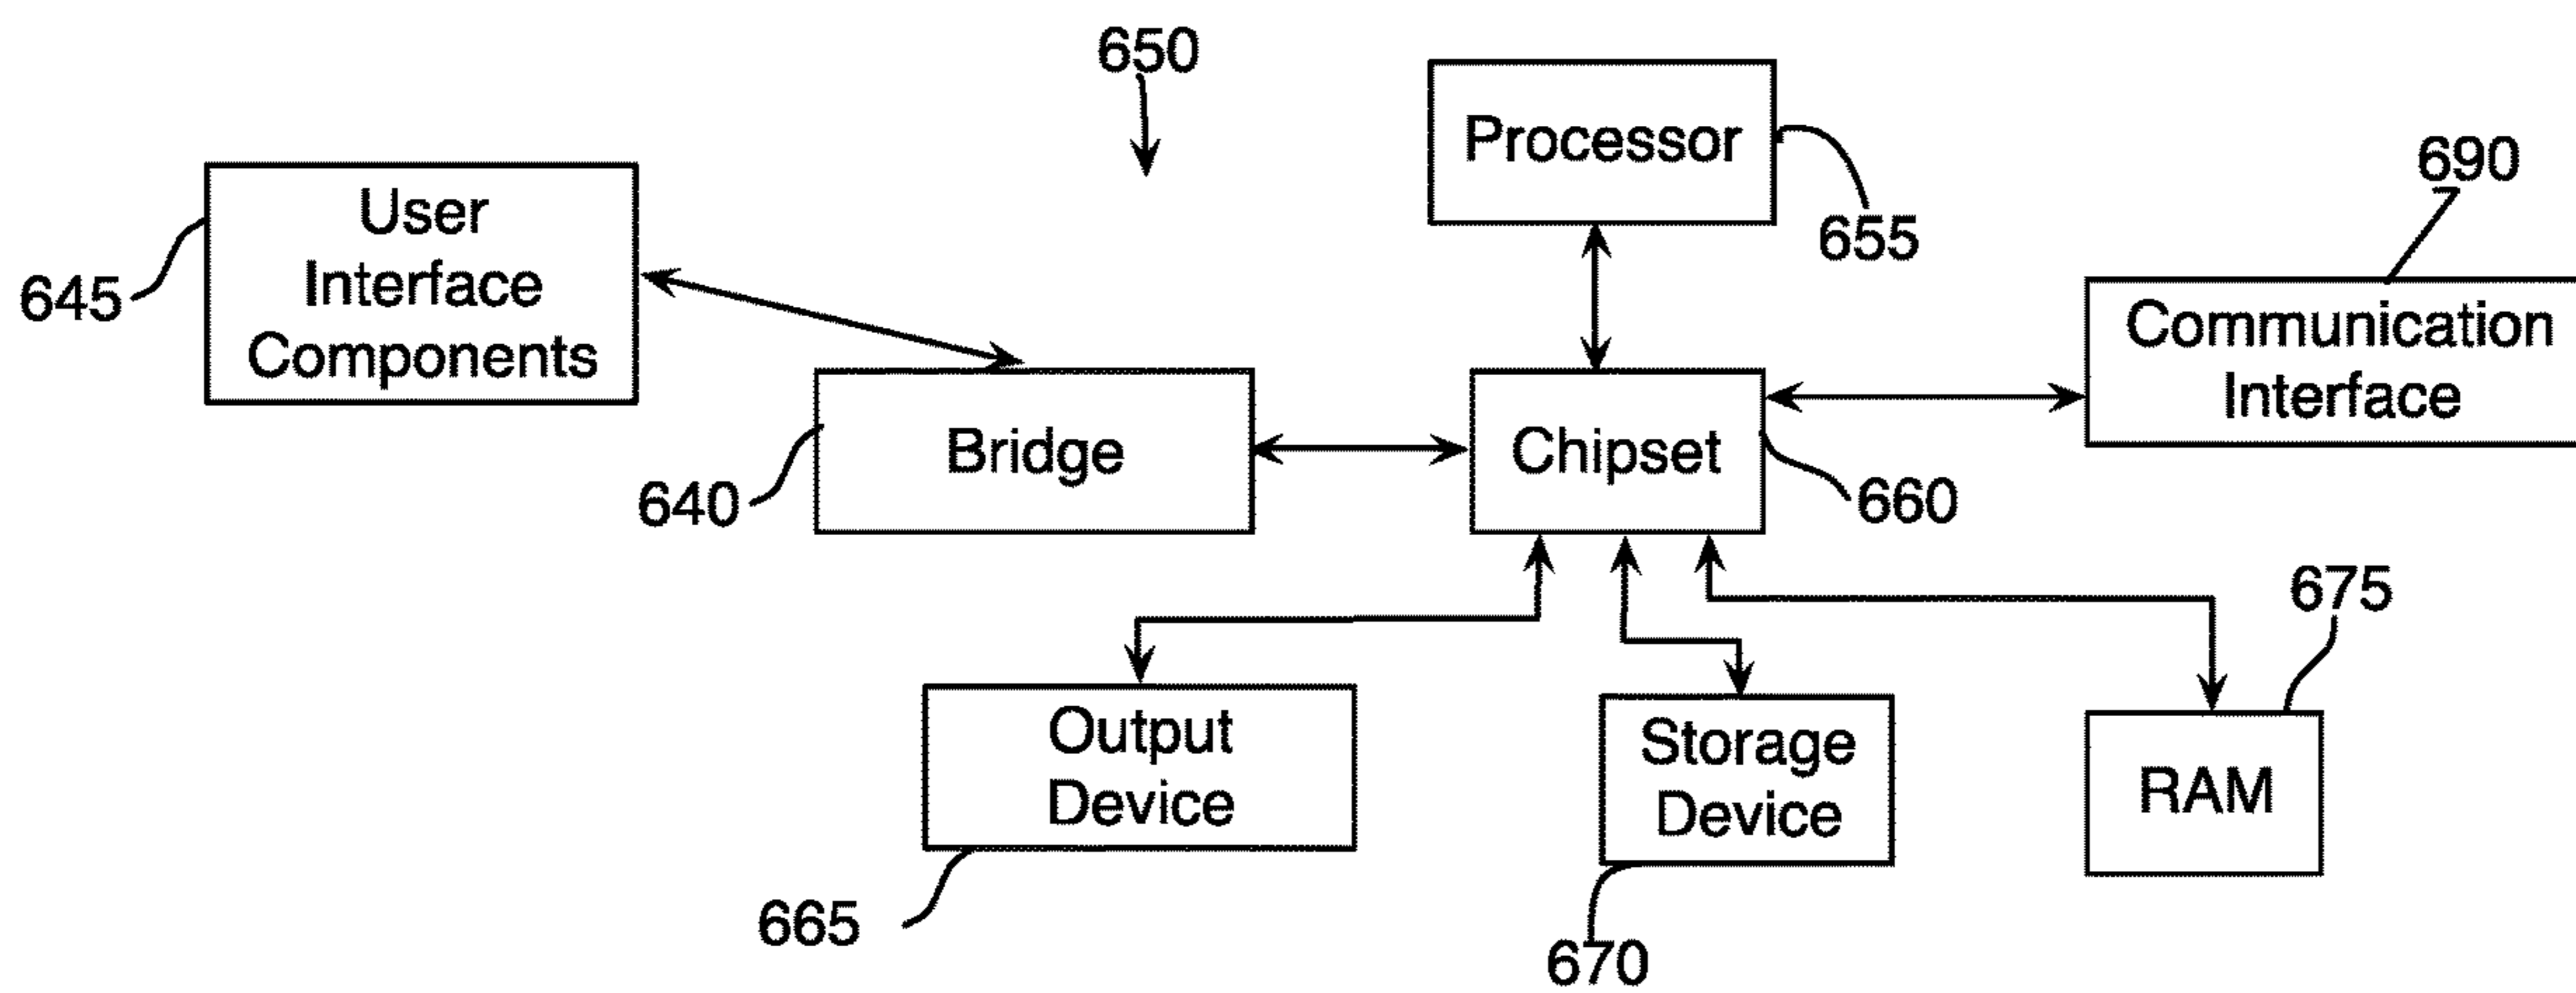 650
Processor
690
User
Interface
Components
655
645
Communication
Interface
Bridge
Chipset
640
660
675
Output
Device
Storage
Device
RAM
665
670